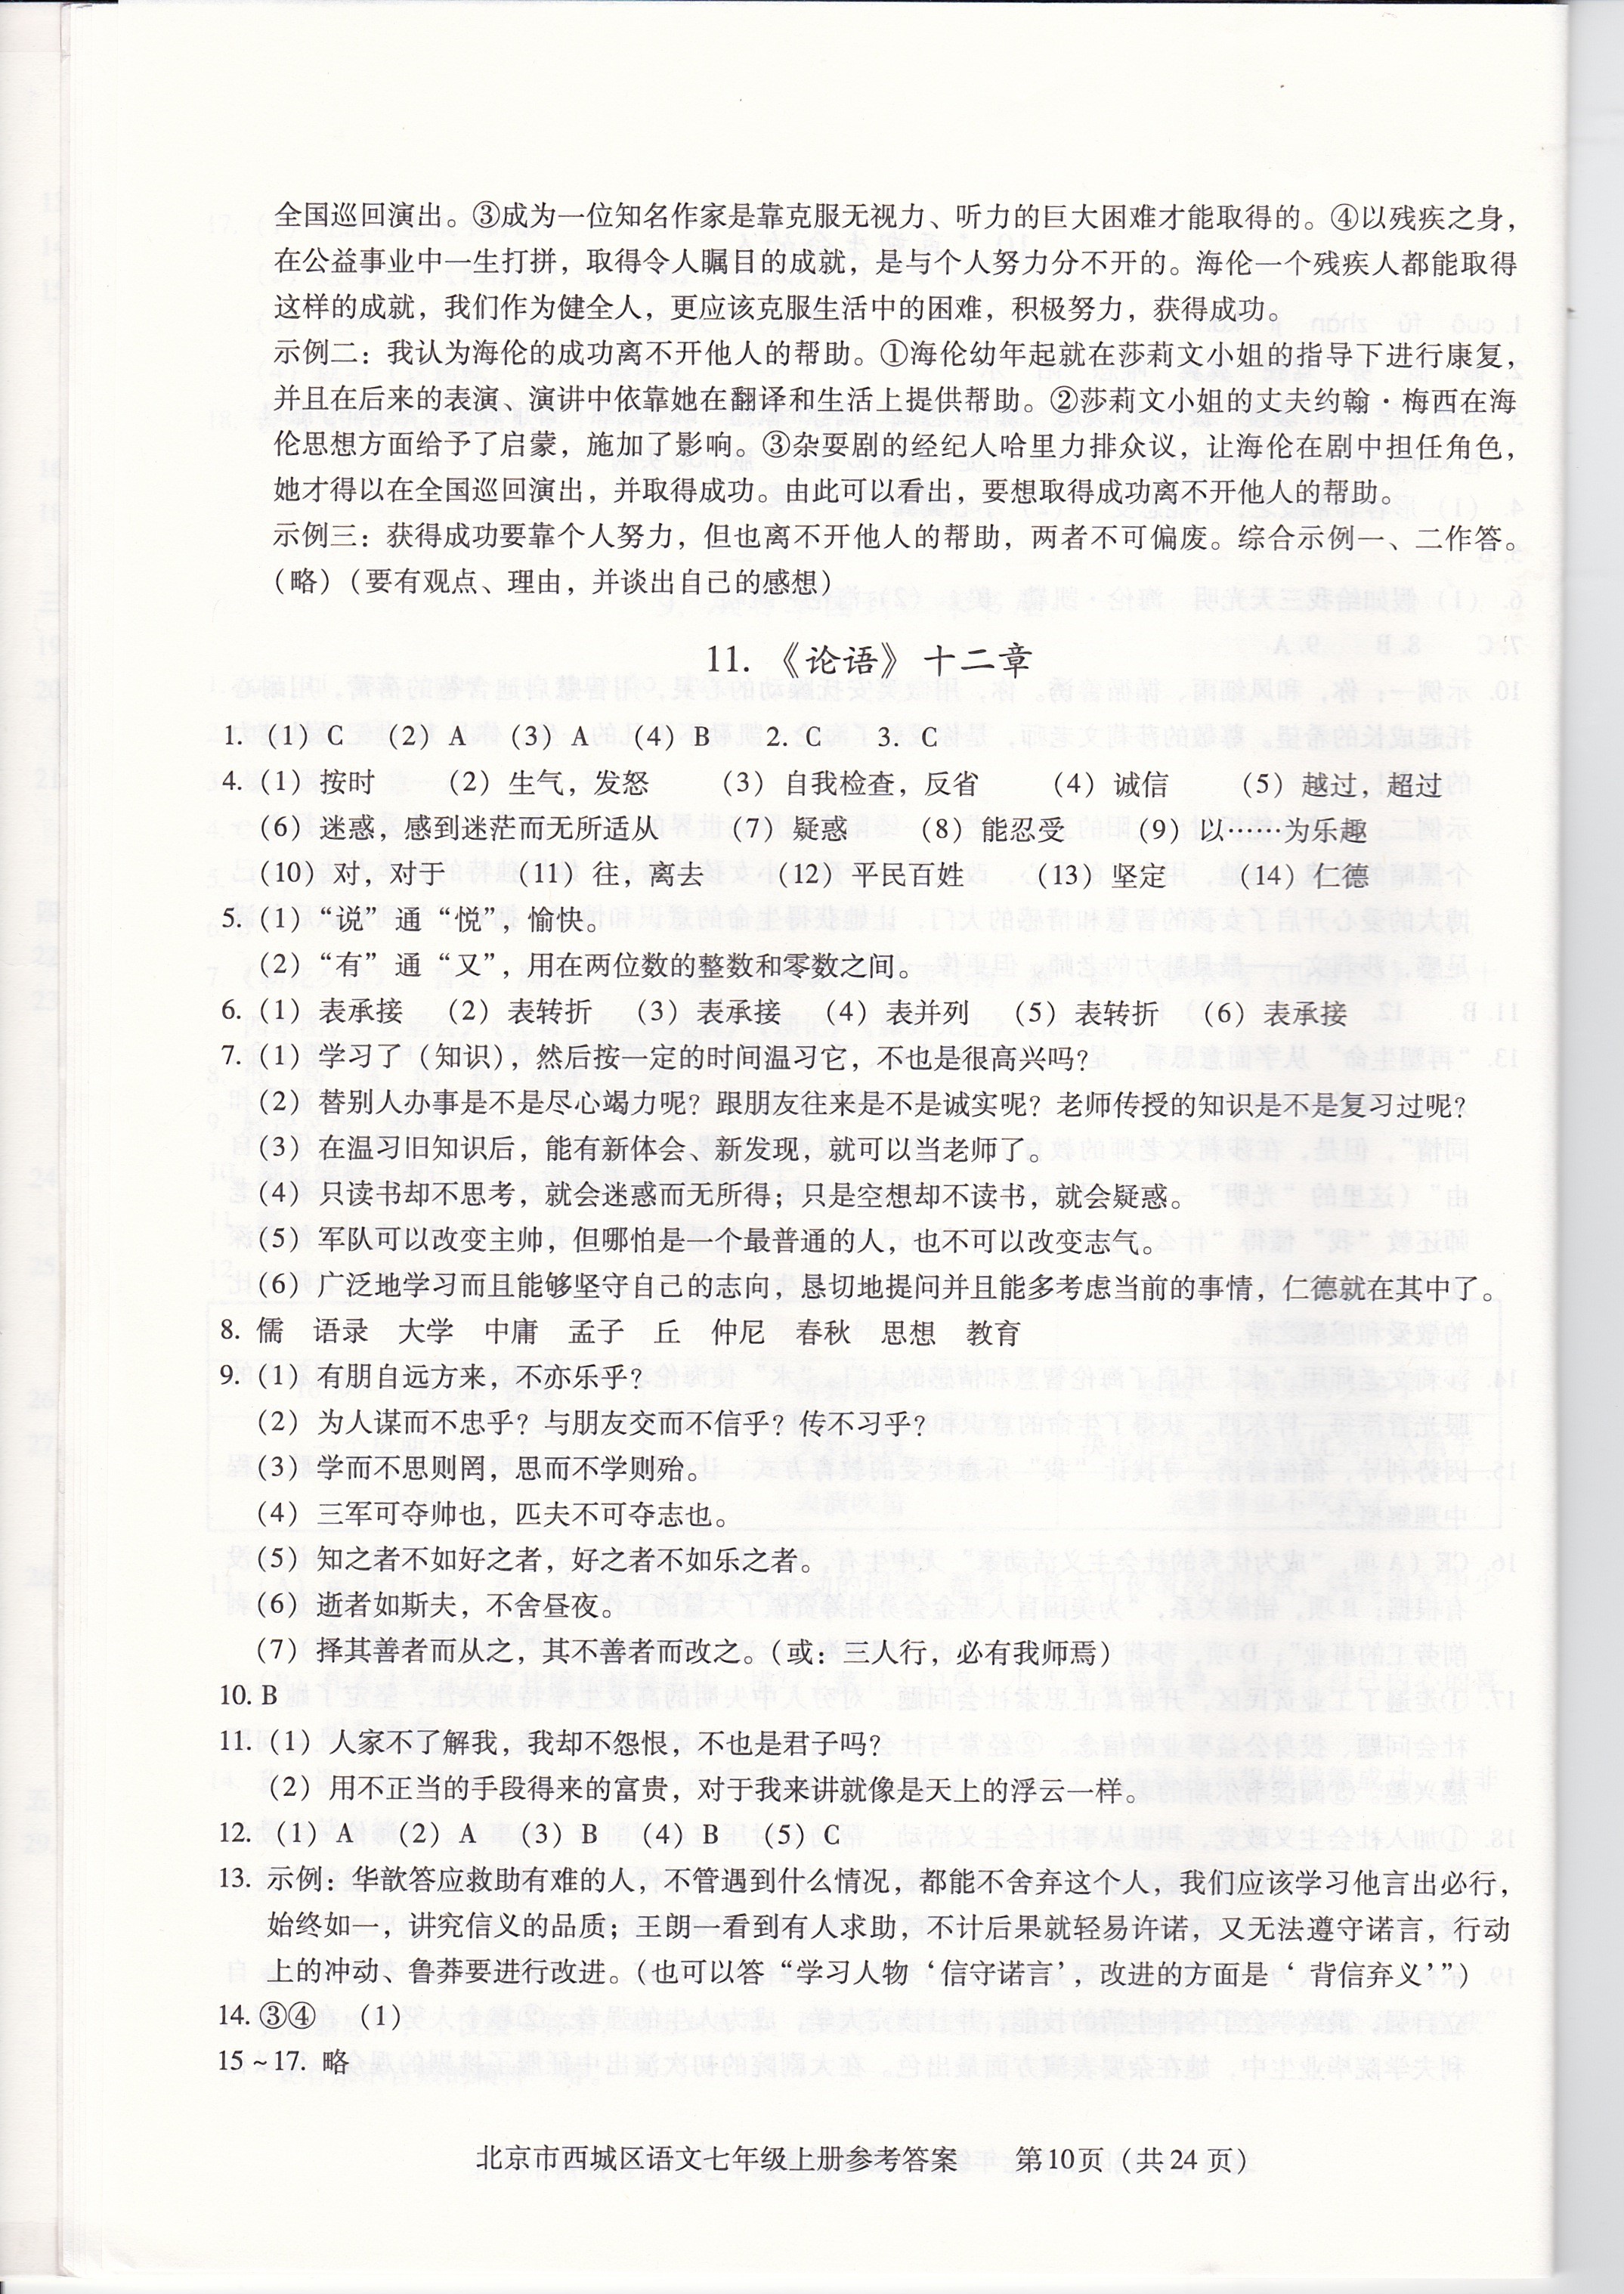 全国巡回演出。③成为一位知名作家是靠克服无视力、听力的巨大困难才能取得的。④以残疾之身，
在公益事业中一生打拼，取得令人瞩目的成就，是与个人努力分不开的。海伦一个残疾人都能取得
这样的成就，我们作为健全人，更应该克服生活中的困难，积极努力，获得成功。
示例二：我认为海伦的成功离不开他人的帮助。①海伦幼年起就在莎莉文小姐的指导下进行康复，
并且在后来的表演、演讲中依靠她在翻译和生活上提供帮助。②莎莉文小姐的丈夫约翰·梅西在海
伦思想方面给予了启蒙，施加了影响。③杂耍剧的经纪人哈里力排众议，让海伦在剧中担任角色，
她才得以在全国巡回演出，并取得成功。由此可以看出，要想取得成功离不开他人的帮助。
示例三：获得成功要靠个人努力，但也离不开他人的帮助，两者不可偏废。综合示例一、二作答。
（略）（要有观点、理由，并谈出自己的感想）
11.《论语》十二章
1.（1）C （2）A （3）A （4）B 2. C 3. C
4.（1）按时 （2）生气，发怒 （3）自我检查，反省 （4）诚信 （5）越过，超过
（6）迷惑，感到迷茫而无所适从 （7）疑惑 （8）能忍受 （9）以……为乐趣
（10）对，对于 （11）往，离去 （12）平民百姓 （13）坚定 （14）仁德
5.（1）“说”通“悦”，愉快。
（2）“有”通“又”，用在两位数的整数和零数之间。
6.（1）表承接 （2）表转折 （3）表承接 （4）表并列 （5）表转折 （6）表承接
7.（1）学习了（知识），然后按一定的时间温习它，不也是很高兴吗？
（2）替别人办事是不是尽心竭力呢？跟朋友往来是不是诚实呢？老师传授的知识是不是复习过呢？
（3）在温习旧知识后，能有新体会、新发现，就可以当老师了。
（4）只读书却不思考，就会迷惑而无所得；只是空想却不读书，就会疑惑。
（5）军队可以改变主帅，但哪怕是一个最普通的人，也不可以改变志气。
（6）广泛地学习而且能够坚守自己的志向，恳切地提问并且能多考虑当前的事情，仁德就在其中了。
8. 儒 语录 大学 中庸 孟子 丘 仲尼 春秋 思想 教育
9.（1）有朋自远方来，不亦乐乎？
（2）为人谋而不忠乎？与朋友交而不信乎？传不习乎？
（3）学而不思则罔，思而不学则殆。
（4）三军可夺帅也，匹夫不可夺志也。
（5）知之者不如好之者，好之者不如乐之者。
（6）逝者如斯夫，不舍昼夜。
（7）择其善者而从之，其不善者而改之。（或：三人行，必有我师焉）
10. B
11.（1）人家不了解我，我却不怨恨，不也是君子吗？
（2）用不正当的手段得来的富贵，对于我来讲就像是天上的浮云一样。
12.（1）A （2）A （3）B （4）B （5）C
13. 示例：华歆答应救助有难的人，不管遇到什么情况，都能不舍弃这个人，我们应该学习他言出必行，
始终如一，讲究信义的品质；王朗一看到有人求助，不计后果就轻易许诺，又无法遵守诺言，行动
上的冲动、鲁莽要进行改进。（也可以答“学习人物‘信守诺言’，改进的方面是‘背信弃义’”）
14. ③④ （1）
15～17. 略
北京市西城区语文七年级上册参考答案 第10页（共24页）